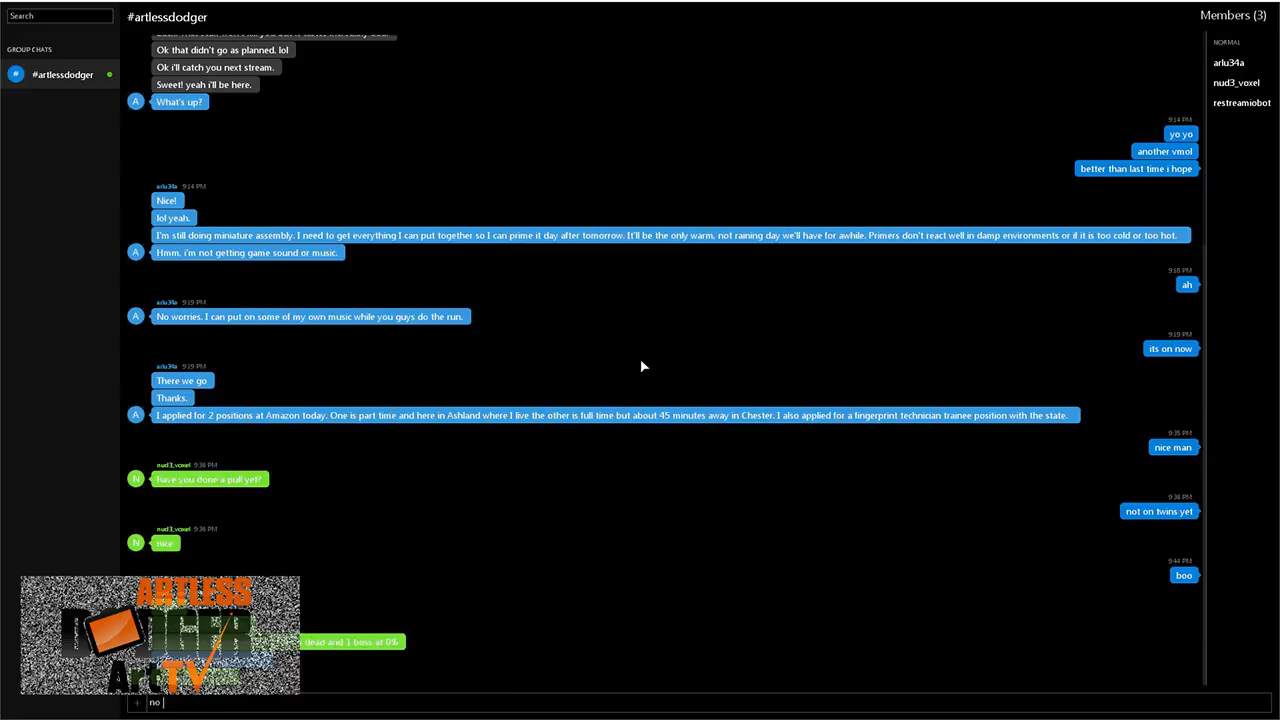 Search
#artlessdodger
Members (3)
GROUP CHATS
NORMAL
# #artlessdodger
arlu34a
nud3_voxel
restreamiobot
Ok that didn't go as planned. lol
Ok i'll catch you next stream.
Sweet! yeah i'll be here.
A What's up?
9:14 PM
yo yo
another vmol
better than last time i hope
arlu34a 9:14 PM
Nice!
lol yeah.
I'm still doing miniature assembly. I need to get everything I can put together so I can prime it day after tomorrow. It'll be the only warm, not raining day we'll have for awhile. Primers don't react well in damp environments or if it is too cold or too hot.
A Hmm, i'm not getting game sound or music.
9:18 PM
ah
arlu34a 9:19 PM
A No worries. I can put on some of my own music while you guys do the run.
9:19 PM
its on now
arlu34a 9:19 PM
There we go
Thanks.
A I applied for 2 positions at Amazon today. One is part time and here in Ashland where I live the other is full time but about 45 minutes away in Chester. I also applied for a fingerprint technician trainee position with the state.
9:35 PM
nice man
nud3_voxel 9:36 PM
N have you done a pull yet?
9:36 PM
not on twins yet
nud3_voxel 9:36 PM
N nice
9:44 PM
boo
dead and 1 boss at 0%
ARTLESS
DODGER
ArcTV
+ no